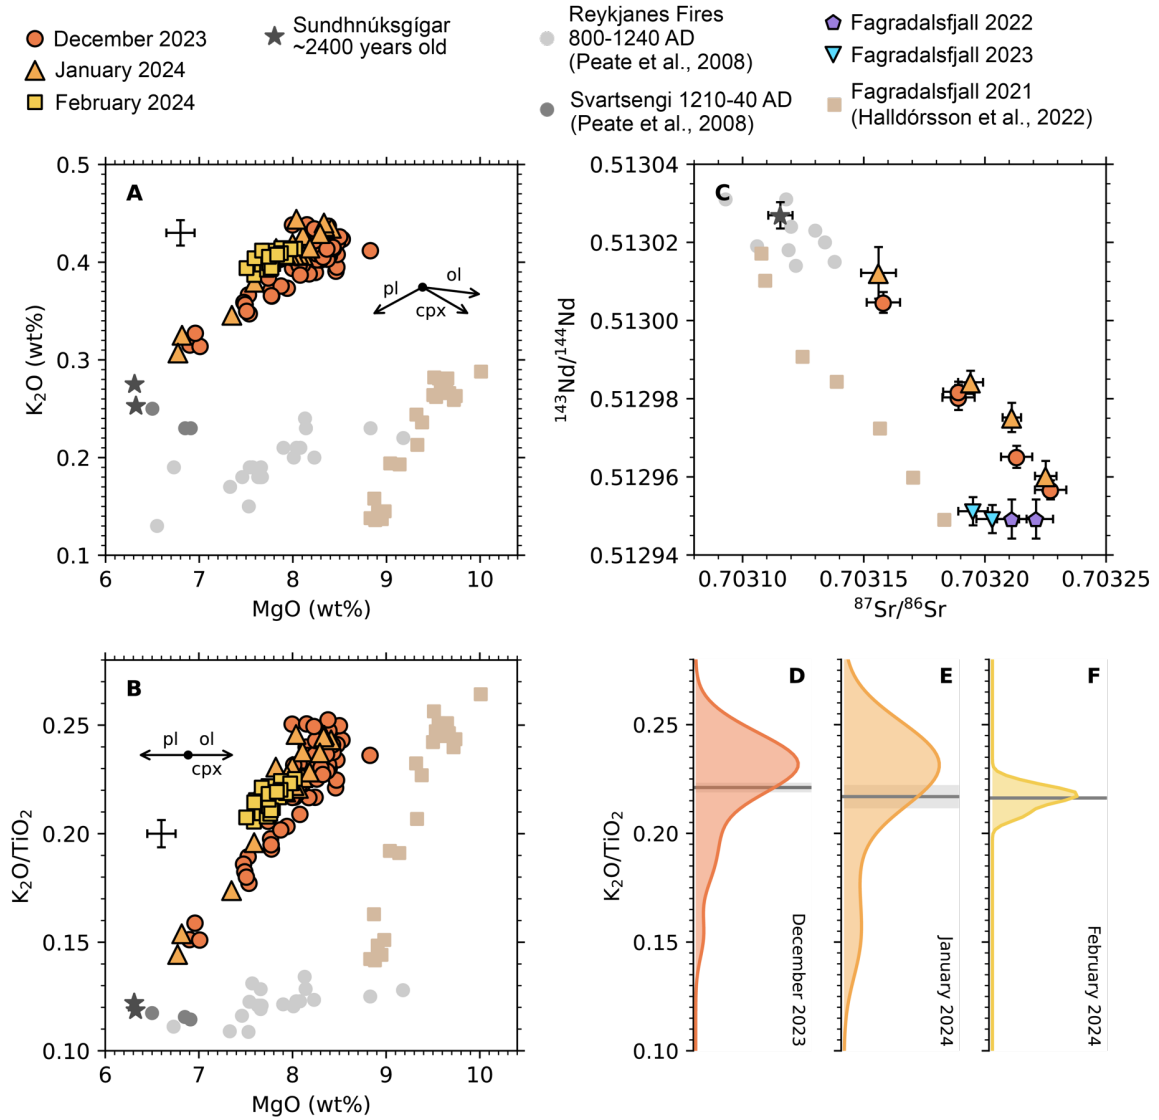 December 2023
January 2024
February 2024
Sundhnúksgígar
~2400 years old
Reykjanes Fires
800-1240 AD
(Peate et al., 2008)
Svartsengi 1210-40 AD
(Peate et al., 2008)
Fagradalsfjall 2022
Fagradalsfjall 2023
Fagradalsfjall 2021
(Halldórsson et al., 2022)
A
0.5
0.4
0.3
0.2
0.1
K₂O (wt%)
pl
ol
cpx
6
7
8
9
10
MgO (wt%)
C
0.51304
0.51302
0.51300
0.51298
0.51296
0.51294
¹⁴³Nd/¹⁴⁴Nd
0.70310
0.70315
0.70320
0.70325
⁸⁷Sr/⁸⁶Sr
B
0.25
0.20
0.15
0.10
K₂O/TiO₂
pl
ol
cpx
6
7
8
9
10
MgO (wt%)
D
0.25
0.20
0.15
0.10
K₂O/TiO₂
December 2023
E
January 2024
F
February 2024